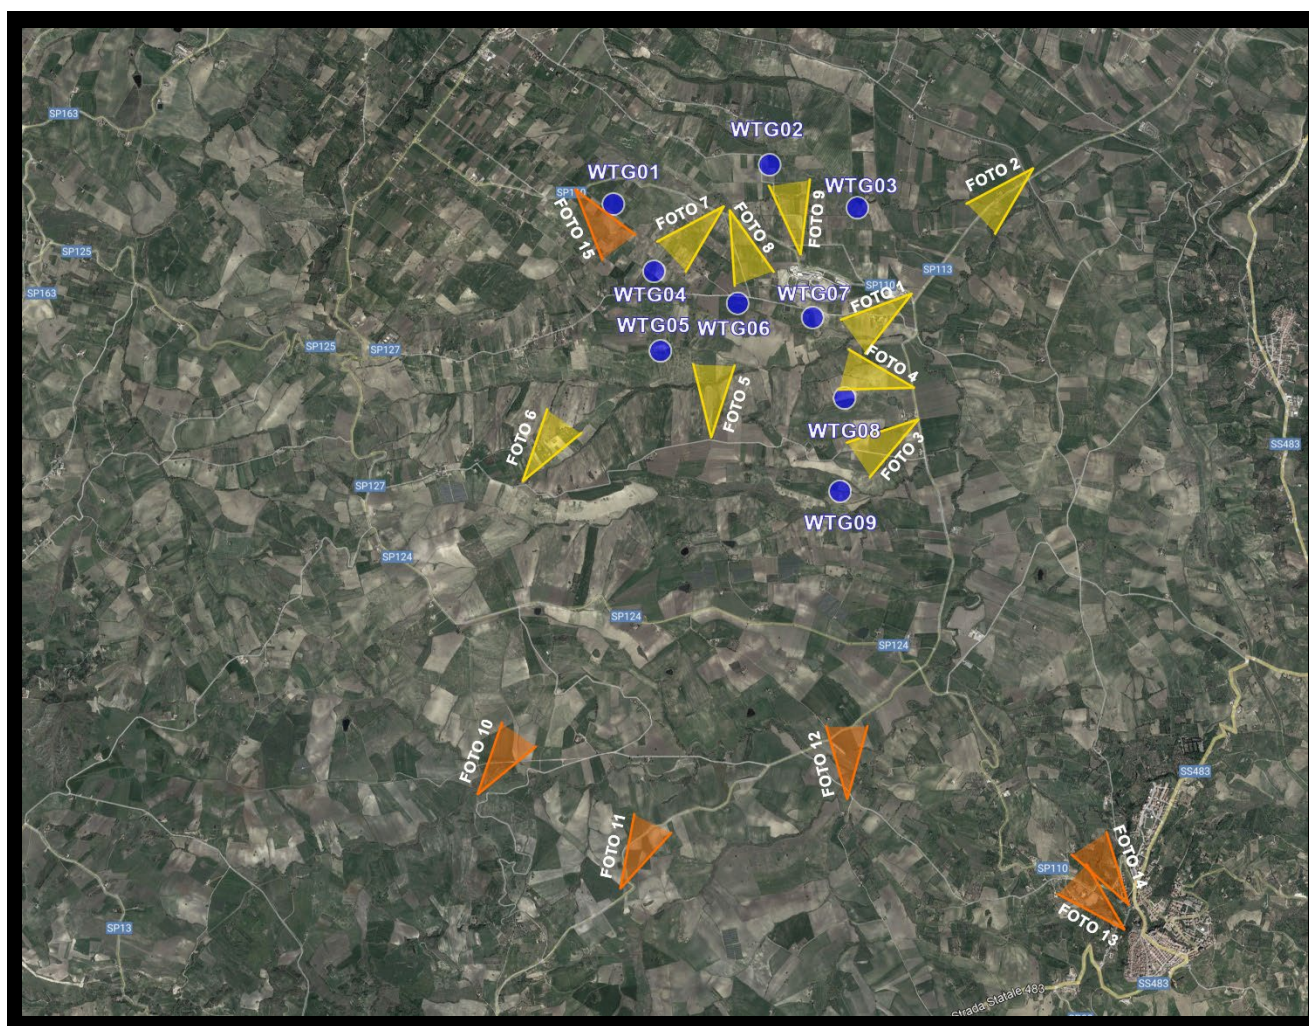 SP163
WTG02
WTG01
WTG03
FOTO 2
FOTO 7
FOTO 8
FOTO 9
FOTO 15
SP125
SP113
SP163
WTG04
WTG07
SP110
FOTO 1
WTG05
WTG06
SP125
SP127
FOTO 4
FOTO 5
FOTO 6
WTG08
FOTO 3
SS483
SP127
WTG09
SP124
SP124
SP124
FOTO 10
FOTO 12
SS483
FOTO 11
SP110
FOTO 14
FOTO 13
SP13
SS483
Strada Statale 483